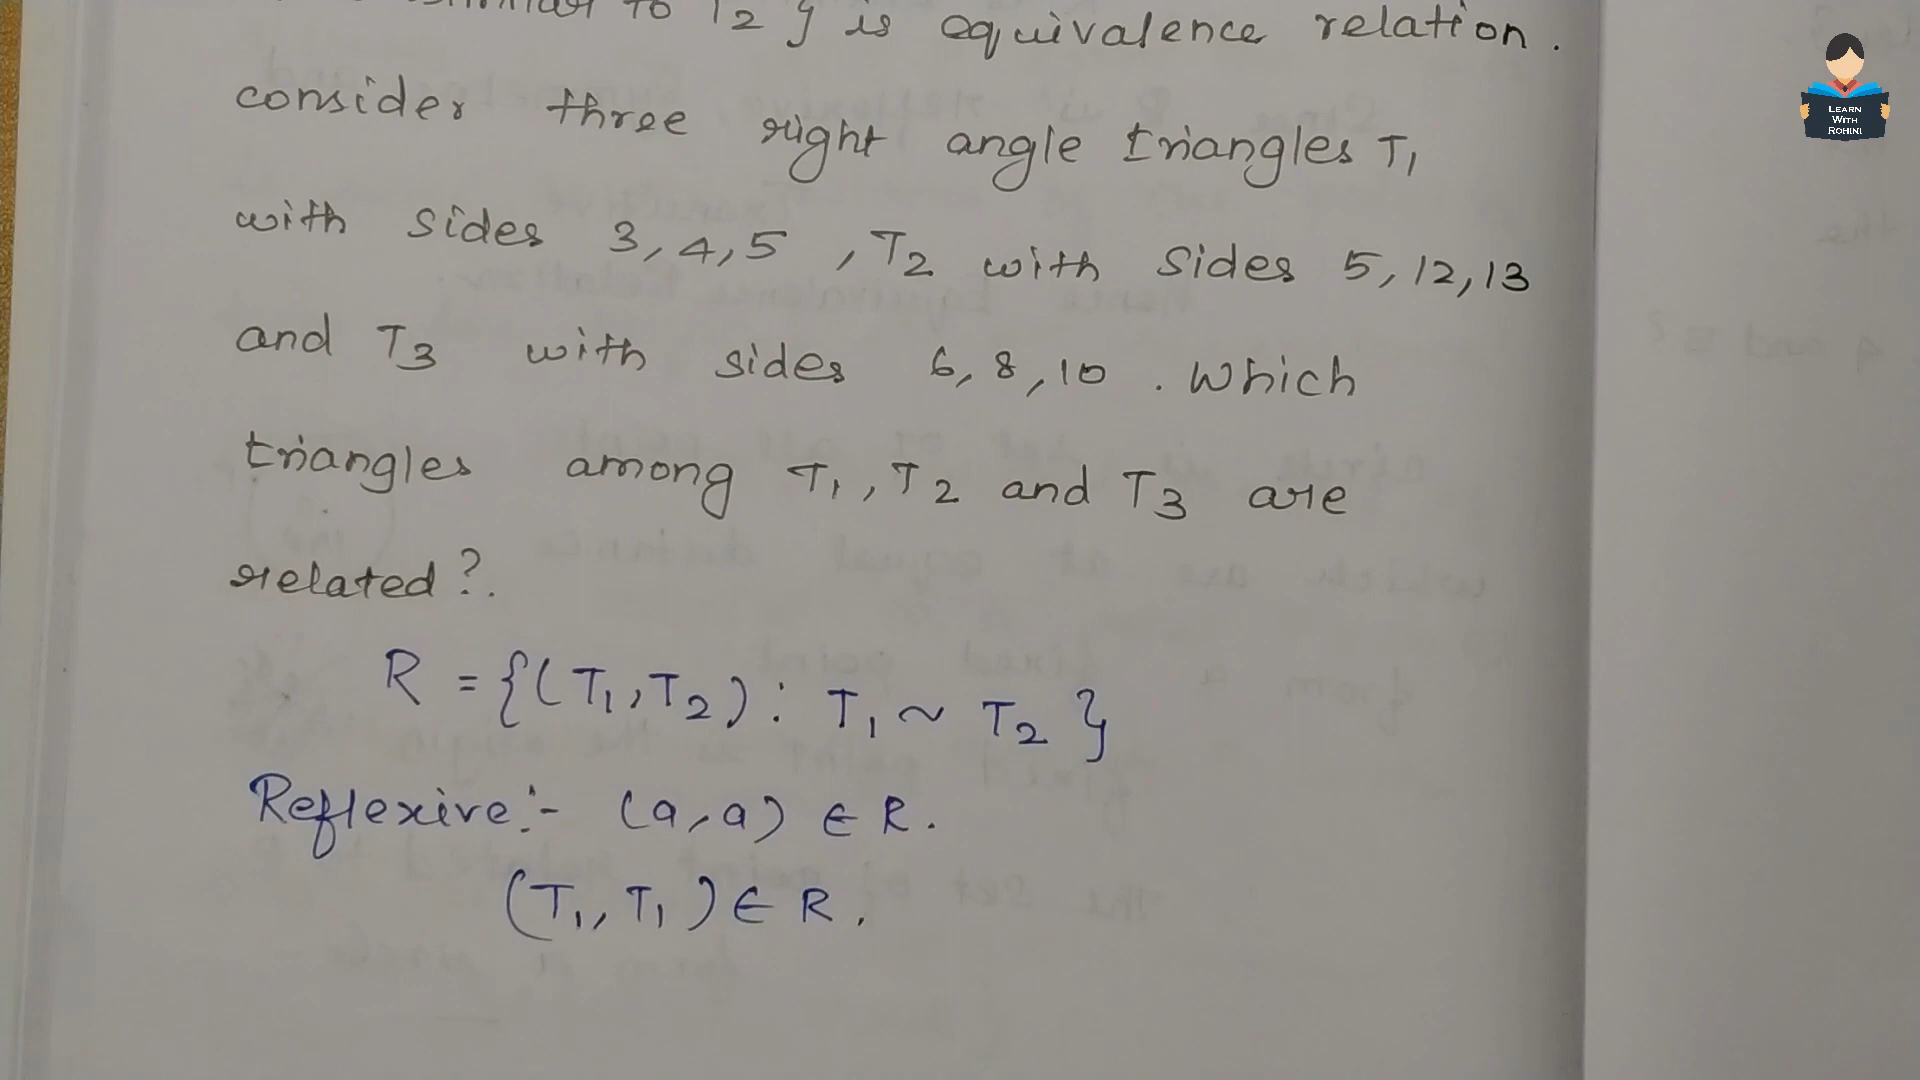 to T2 } is equivalence relation.
consider three right angle triangles T1
with sides 3,4,5 , T2 with sides 5,12,13
and T3 with sides 6,8,10 . Which
triangles among T1, T2 and T3 are
related?.
R = {(T1,T2): T1 ~ T2 }
Reflexive:- (a,a) ∈ R.
(T1, T1) ∈ R.
LEARN
WITH
ROHINI